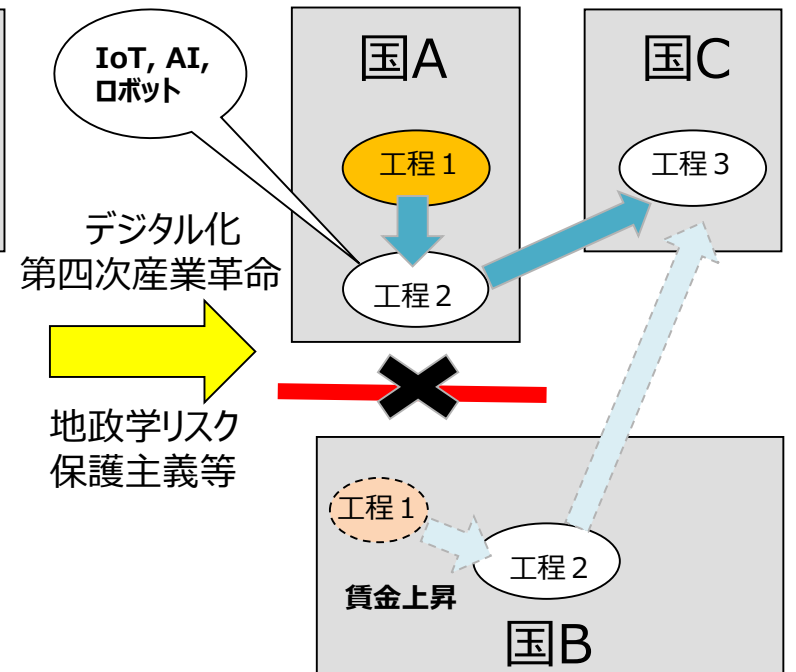 IoT, AI,
ロボット
国A
国C
工程１
工程３
デジタル化
第四次産業革命
工程２
地政学リスク
保護主義等
工程１
工程２
賃金上昇
国B